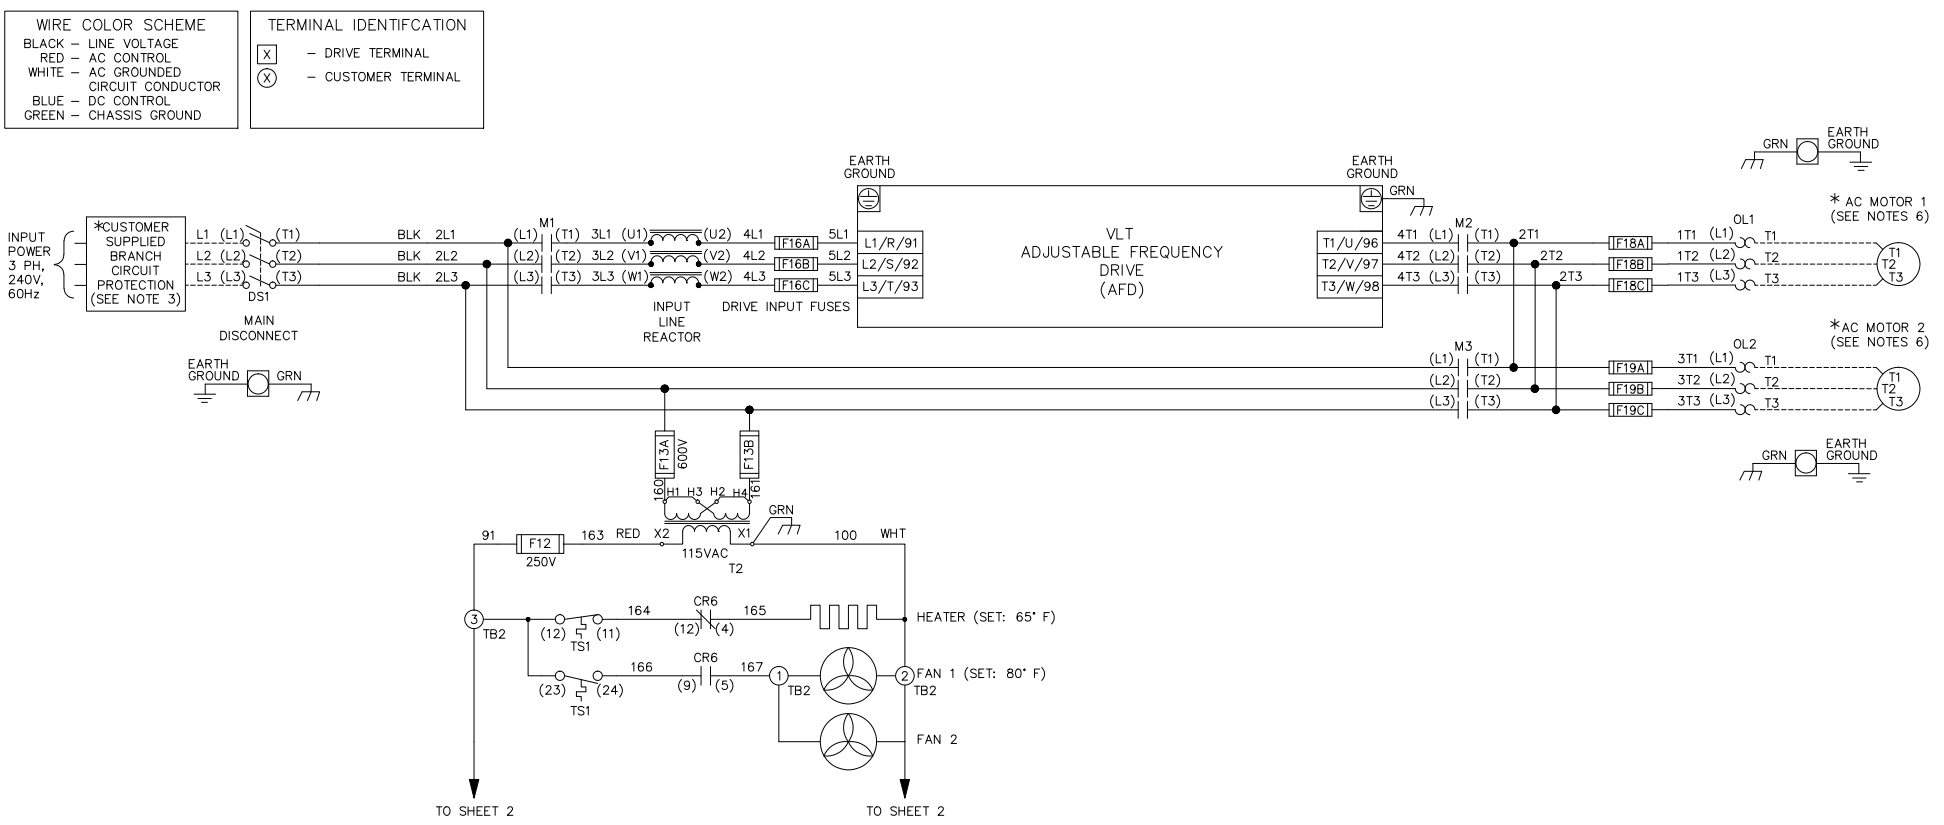 WIRE COLOR SCHEME
BLACK – LINE VOLTAGE
RED – AC CONTROL
WHITE – AC GROUNDED
CIRCUIT CONDUCTOR
BLUE – DC CONTROL
GREEN – CHASSIS GROUND
TERMINAL IDENTIFCATION
X – DRIVE TERMINAL
X – CUSTOMER TERMINAL
INPUT
POWER
3 PH,
240V,
60Hz
*CUSTOMER
SUPPLIED
BRANCH
CIRCUIT
PROTECTION
(SEE NOTE 3)
L1 (L1) (T1) BLK 2L1 (L1) M1 (T1) 3L1 (U1) (U2) 4L1 F16A 5L1 L1/R/91
L2 (L2) (T2) BLK 2L2 (L2) (T2) 3L2 (V1) (V2) 4L2 F16B 5L2 L2/S/92
L3 (L3) (T3) BLK 2L3 (L3) (T3) 3L3 (W1) (W2) 4L3 F16C 5L3 L3/T/93
DS1
MAIN
DISCONNECT
INPUT
LINE
REACTOR
DRIVE INPUT FUSES
EARTH
GROUND
GRN
EARTH
GROUND
VLT
ADJUSTABLE FREQUENCY
DRIVE
(AFD)
EARTH
GROUND
GRN
T1/U/96 4T1 (L1) M2 (T1) 2T1 F18A 1T1 (L1) OL1 T1
T2/V/97 4T2 (L2) (T2) 2T2 F18B 1T2 (L2) T2
T3/W/98 4T3 (L3) (T3) 2T3 F18C 1T3 (L3) T3
GRN
EARTH
GROUND
* AC MOTOR 1
(SEE NOTES 6)
T1
T2
T3
*AC MOTOR 2
(SEE NOTES 6)
(L1) M3 (T1) F19A 3T1 (L1) OL2 T1
(L2) (T2) F19B 3T2 (L2) T2
(L3) (T3) F19C 3T3 (L3) T3
T1
T2
T3
GRN
EARTH
GROUND
F13A
600V
F13B
160
161
H1 H3 H2 H4
GRN
91 F12 163 RED X2 X1 100 WHT
250V
115VAC
T2
3
TB2
(12) (11)
TS1
164
CR6
(12) (4)
165
HEATER (SET: 65° F)
(23) (24)
TS1
166
CR6
(9) (5)
167
1
TB2
2
TB2
FAN 1 (SET: 80° F)
FAN 2
TO SHEET 2
TO SHEET 2